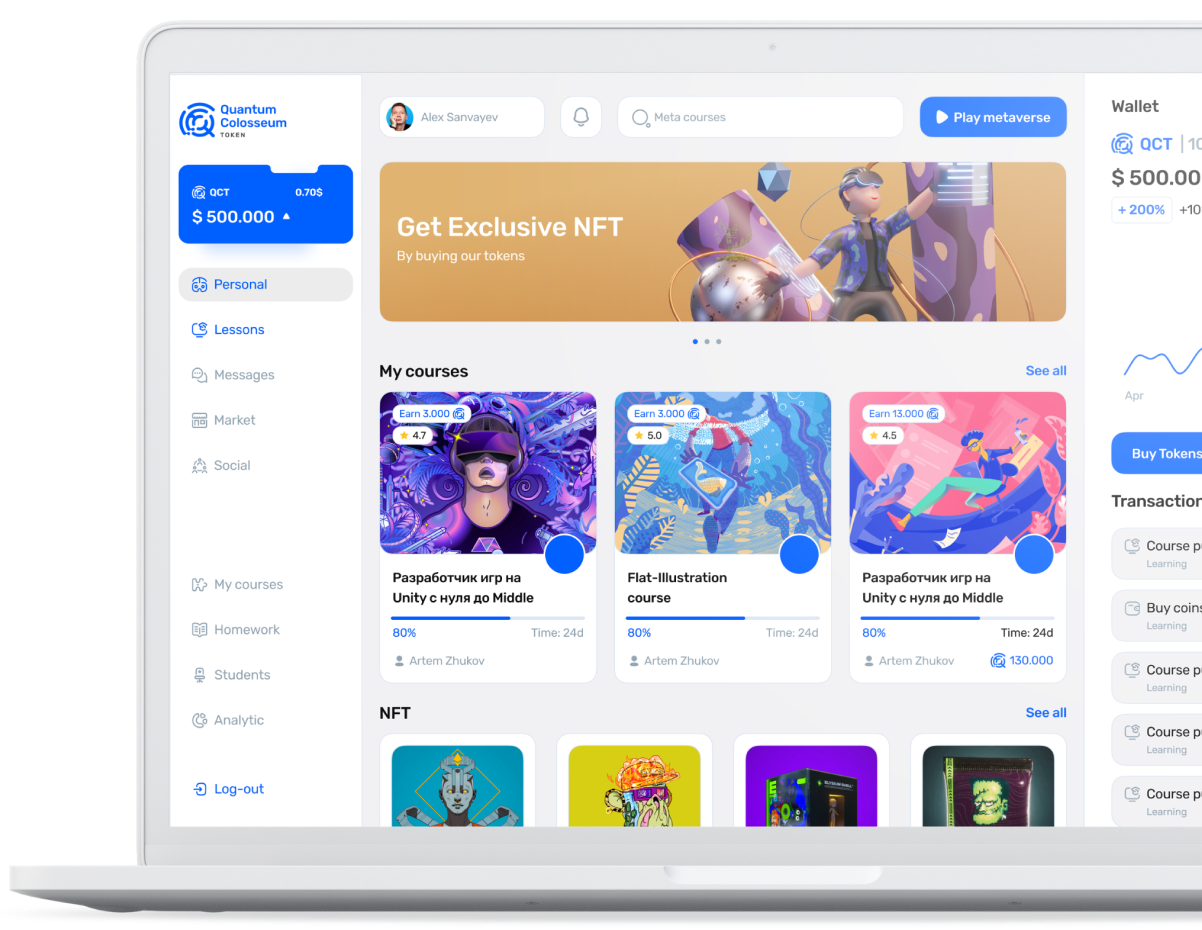 Quantum
Colosseum
TOKEN
QCT 0.70$
$ 500.000
Personal
Lessons
Messages
Market
Social
My courses
Homework
Students
Analytic
Log-out
Alex Sanvayev
Meta courses
Play metaverse
Get Exclusive NFT
By buying our tokens
My courses
See all
Earn 3.000
4.7
Разработчик игр на
Unity с нуля до Middle
80% Time: 24d
Artem Zhukov
Earn 3.000
5.0
Flat-Illustration
course
80% Time: 24d
Artem Zhukov
Earn 13.000
4.5
Разработчик игр на
Unity с нуля до Middle
80% Time: 24d
Artem Zhukov 130.000
NFT
See all
Wallet
QCT | 10
$ 500.00
+ 200% +10
Apr
Buy Tokens
Transaction
Course p
Learning
Buy coins
Learning
Course p
Learning
Course p
Learning
Course p
Learning